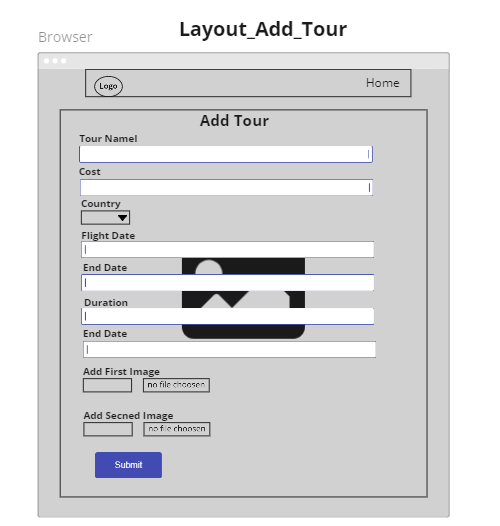 Layout_Add_Tour
Browser
Logo
Home
Add Tour
Tour Namel
Cost
Country
Flight Date
End Date
Duration
End Date
Add First Image
no file choosen
Add Secned Image
no file choosen
Submit